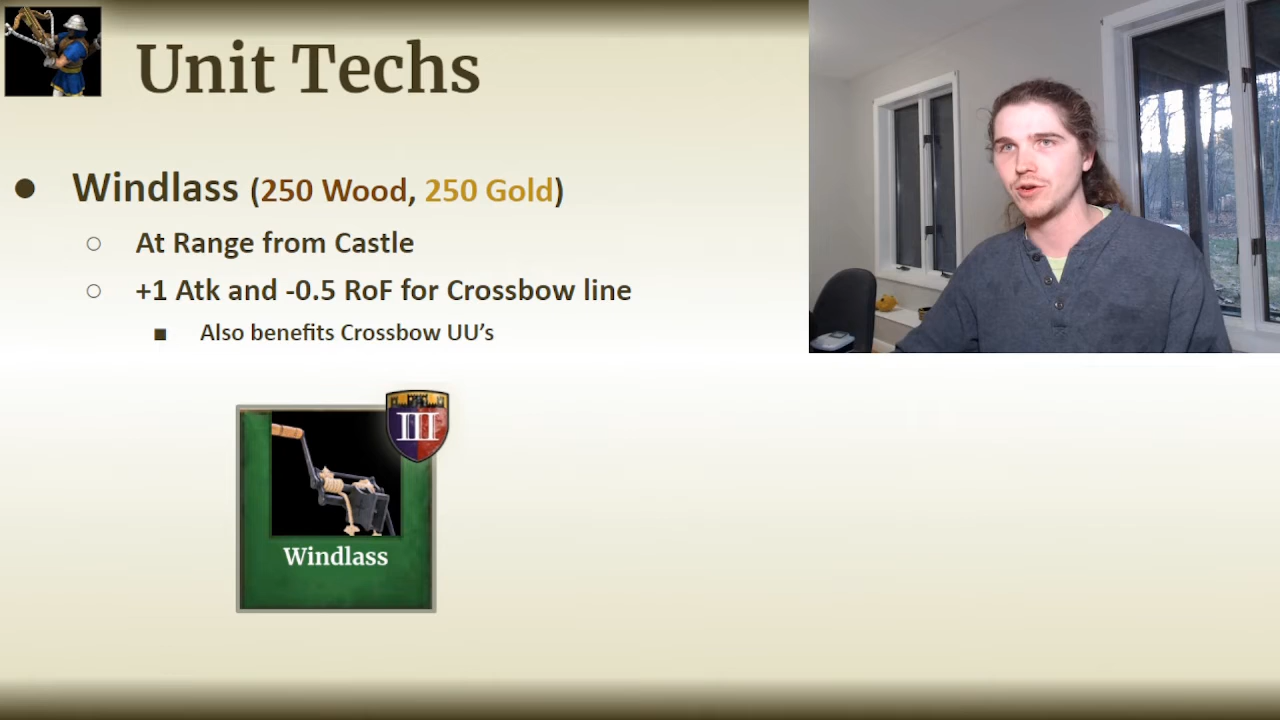 Unit Techs
● Windlass (250 Wood, 250 Gold)
○ At Range from Castle
○ +1 Atk and -0.5 RoF for Crossbow line
■ Also benefits Crossbow UU's
III
Windlass